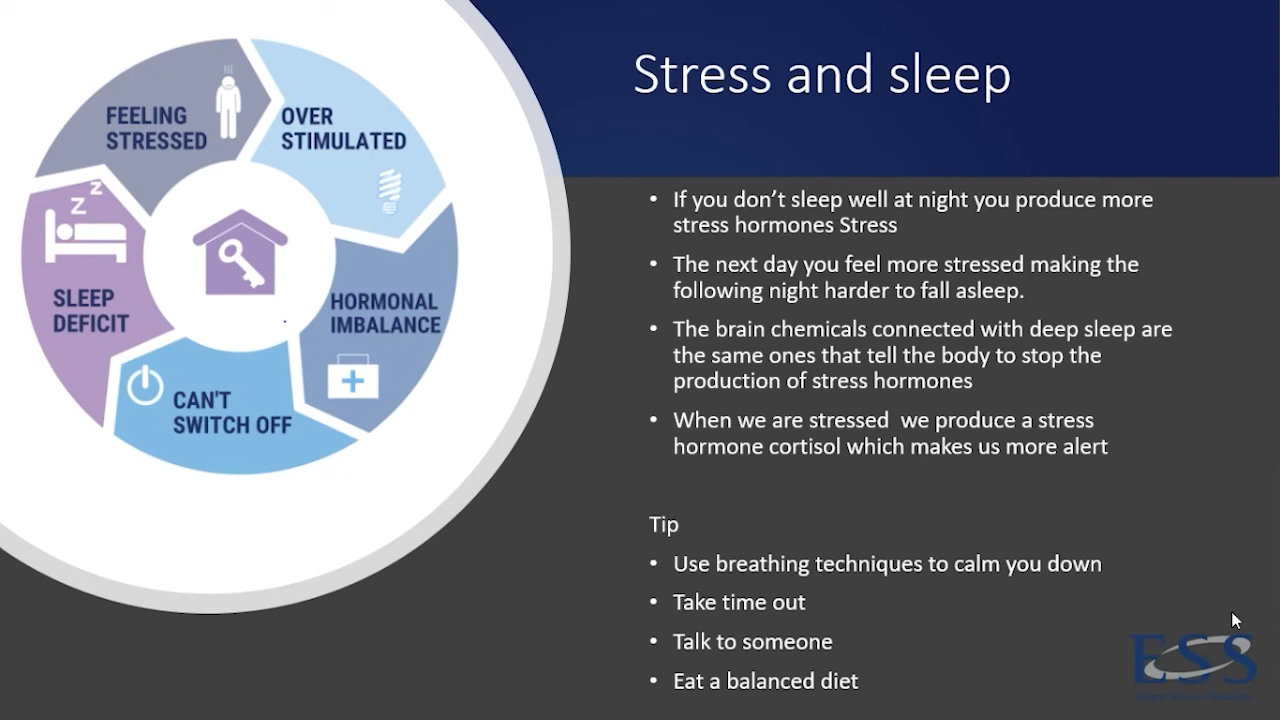 Stress and sleep
FEELING
STRESSED
OVER
STIMULATED
HORMONAL
IMBALANCE
CAN'T
SWITCH OFF
SLEEP
DEFICIT
Z
Z
• If you don’t sleep well at night you produce more
stress hormones Stress
• The next day you feel more stressed making the
following night harder to fall asleep.
• The brain chemicals connected with deep sleep are
the same ones that tell the body to stop the
production of stress hormones
• When we are stressed  we produce a stress
hormone cortisol which makes us more alert
Tip
• Use breathing techniques to calm you down
• Take time out
• Talk to someone
• Eat a balanced diet
ESS